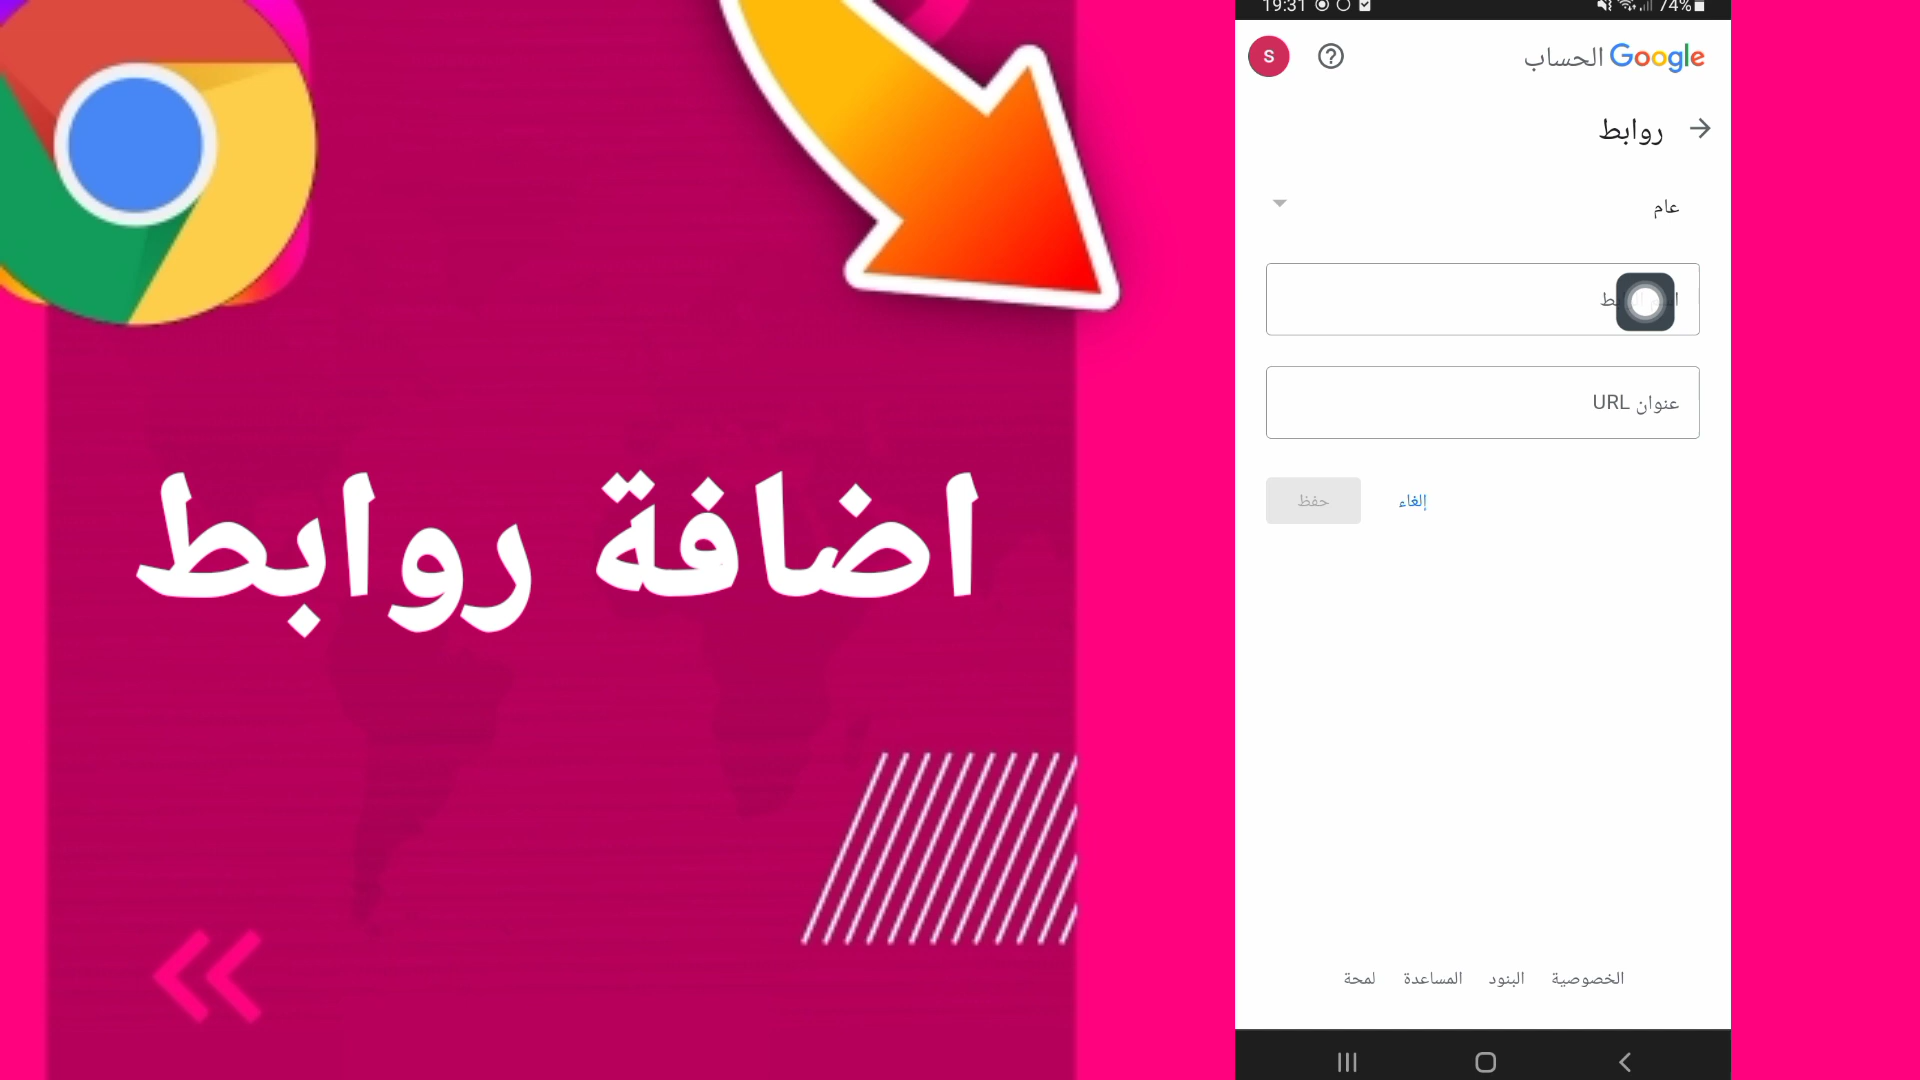 اضافة روابط
19:31 74%
S
Google الحساب
روابط
عام
عنوان URL
إلغاء
حفظ
الخصوصية البنود المساعدة لمحة